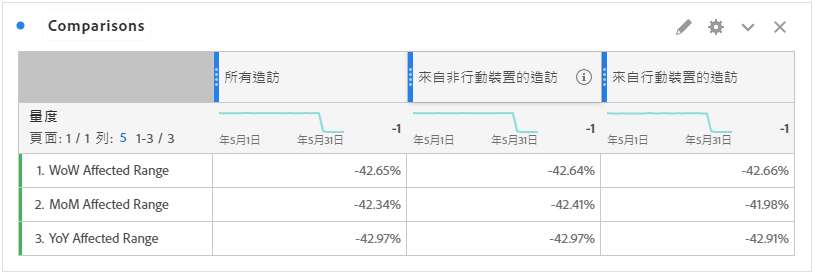 Comparisons
所有造訪
來自非行動裝置的造訪
來自行動裝置的造訪
量度
頁面: 1 / 1 列: 5 1-3 / 3
年5月1日 年5月31日 -1
年5月1日 年5月31日 -1
年5月1日 年5月31日 -1
1. WoW Affected Range -42.65% -42.64% -42.66%
2. MoM Affected Range -42.34% -42.41% -41.98%
3. YoY Affected Range -42.97% -42.97% -42.91%